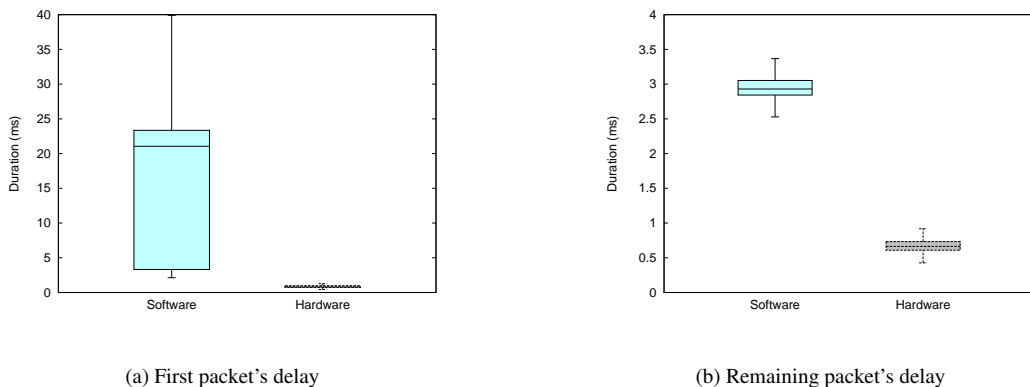 40
35
30
25
20
15
10
5
0
Duration (ms)
Software
Hardware
(a) First packet's delay
4
3.5
3
2.5
2
1.5
1
0.5
0
Duration (ms)
Software
Hardware
(b) Remaining packet's delay